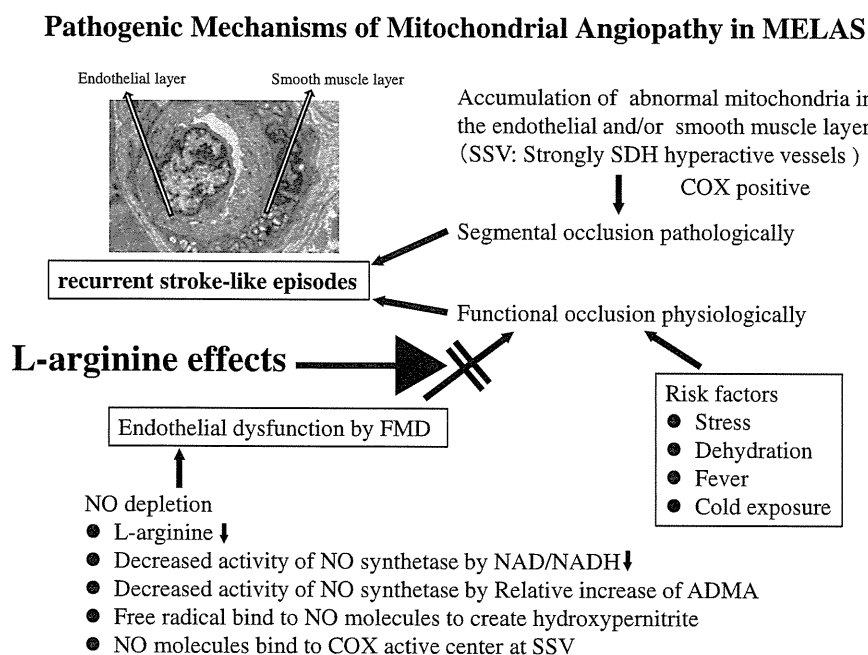 Pathogenic Mechanisms of Mitochondrial Angiopathy in MELAS
Endothelial layer
Smooth muscle layer
Accumulation of abnormal mitochondria in
the endothelial and/or smooth muscle layer
(SSV: Strongly SDH hyperactive vessels )
COX positive
Segmental occlusion pathologically
recurrent stroke-like episodes
Functional occlusion physiologically
L-arginine effects
Endothelial dysfunction by FMD
Risk factors
● Stress
● Dehydration
● Fever
● Cold exposure
NO depletion
● L-arginine ↓
● Decreased activity of NO synthetase by NAD/NADH ↓
● Decreased activity of NO synthetase by Relative increase of ADMA
● Free radical bind to NO molecules to create hydroxypernitrite
● NO molecules bind to COX active center at SSV